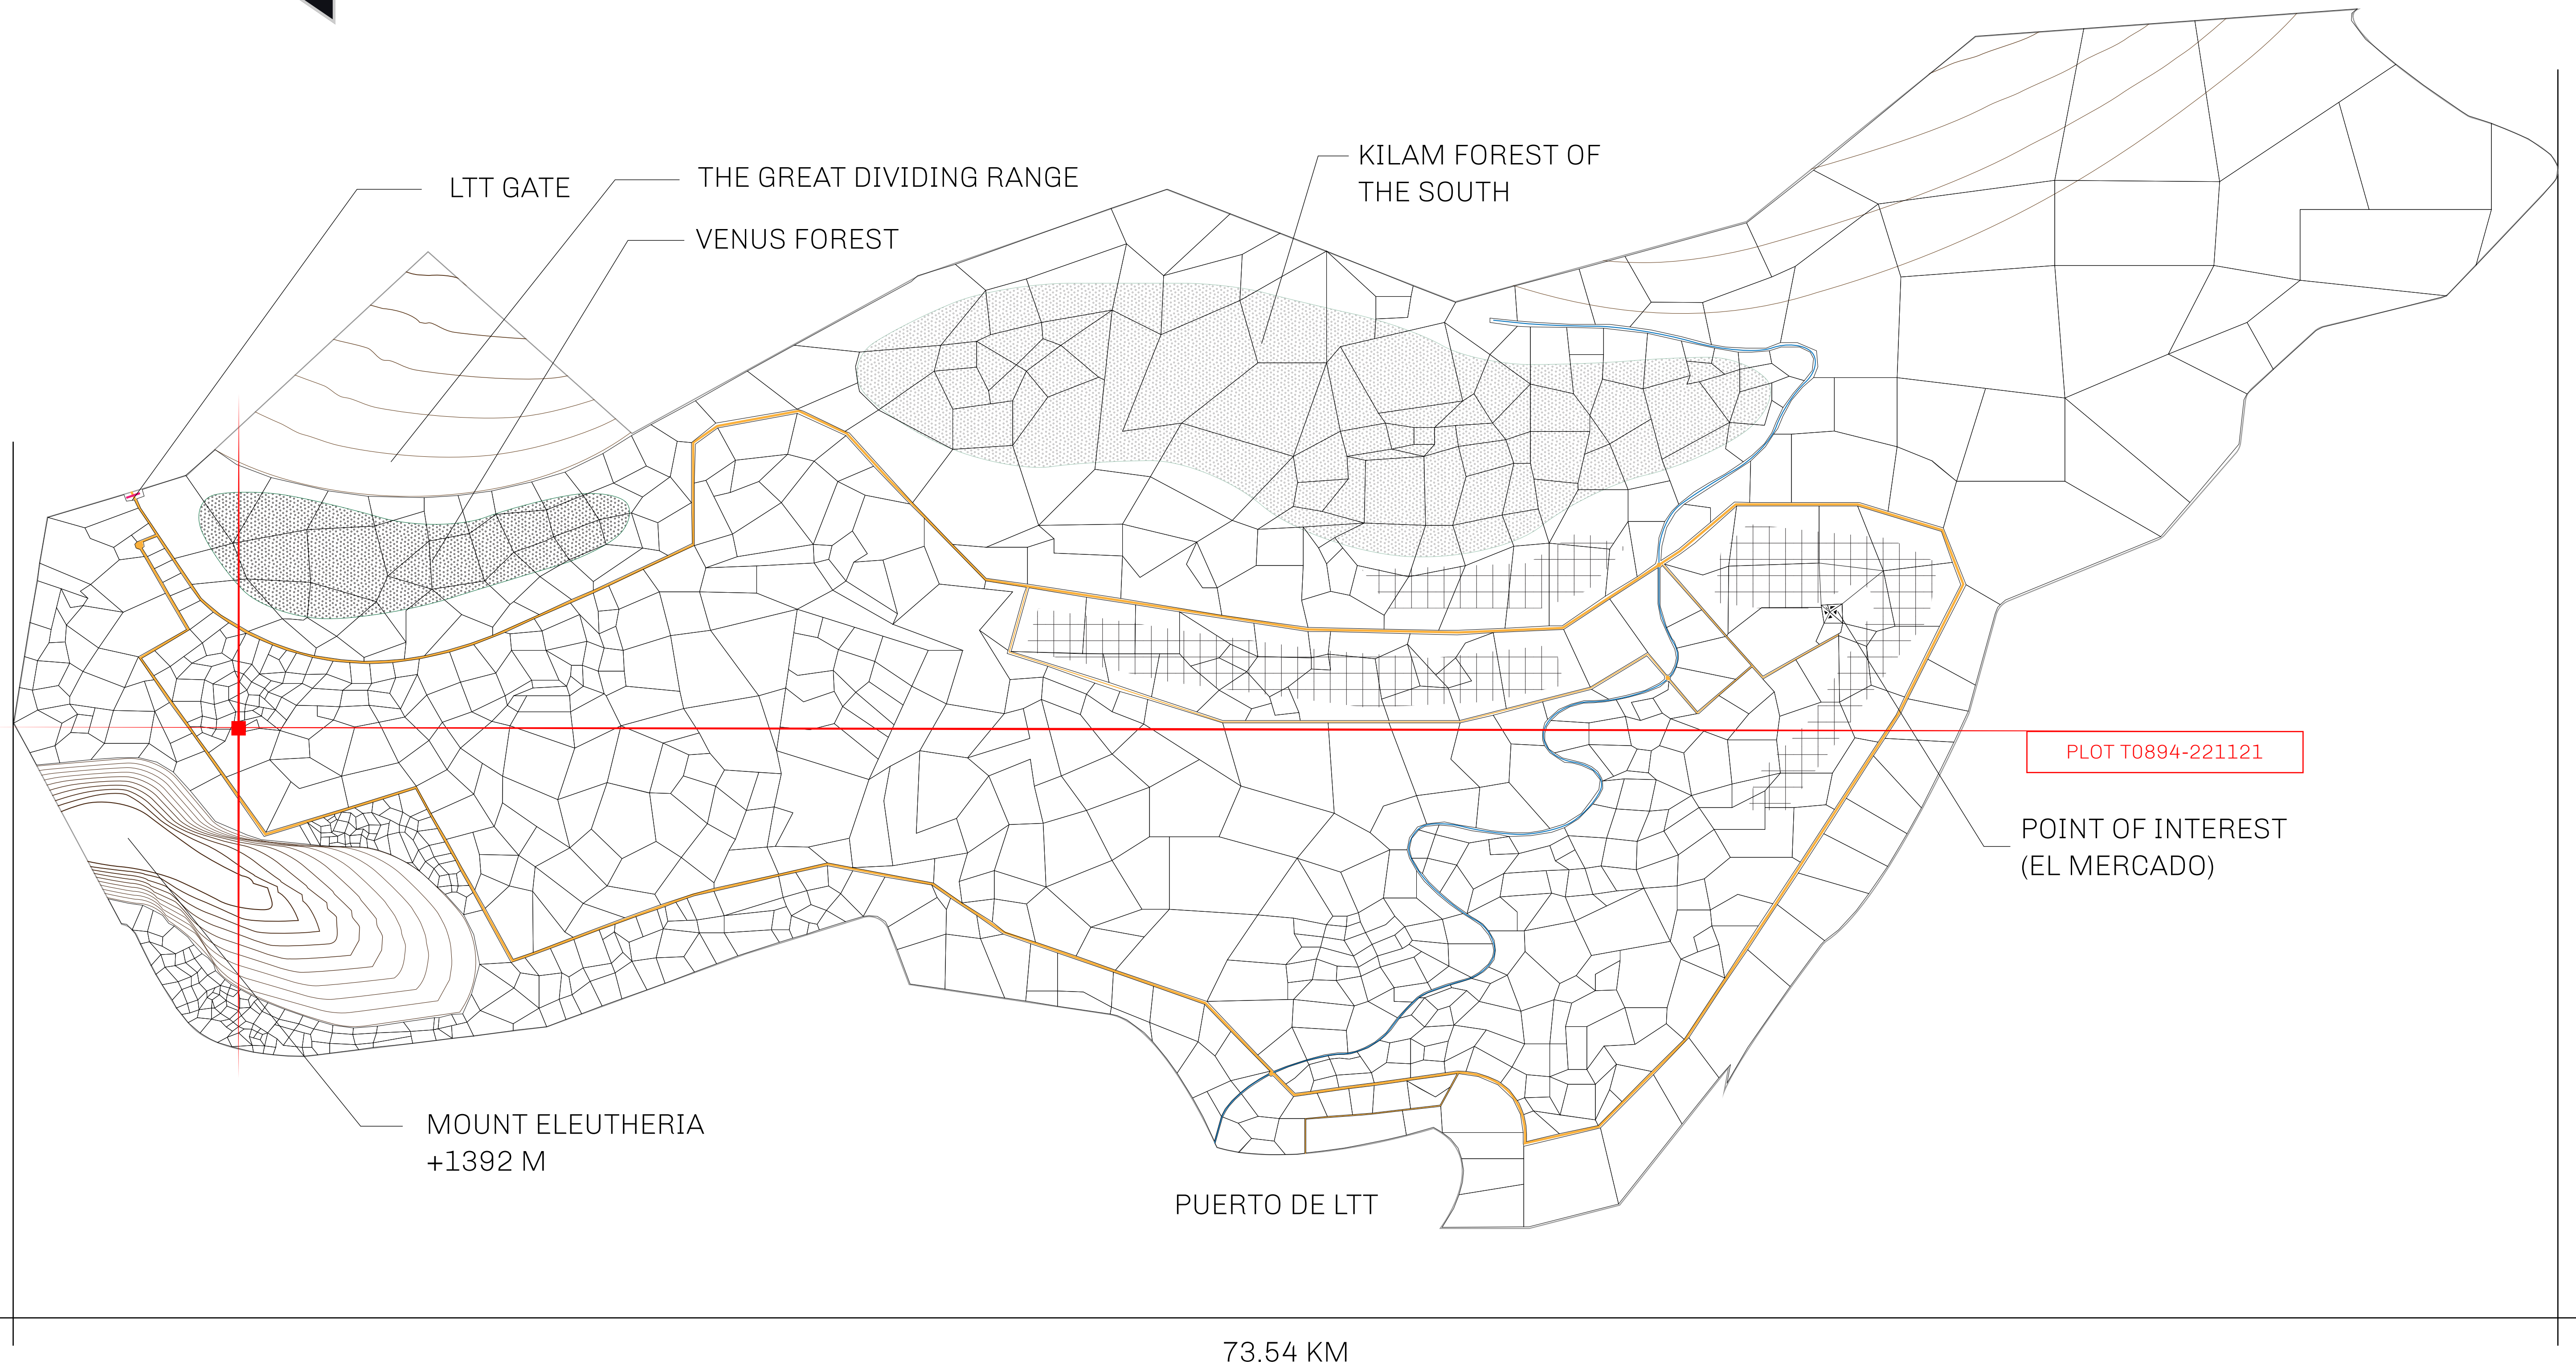 KILAM FOREST OF
THE SOUTH
LTT GATE
THE GREAT DIVIDING RANGE
VENUS FOREST
PLOT T0894-221121
POINT OF INTEREST
(EL MERCADO)
MOUNT ELEUTHERIA
+1392 M
PUERTO DE LTT
73.54 KM